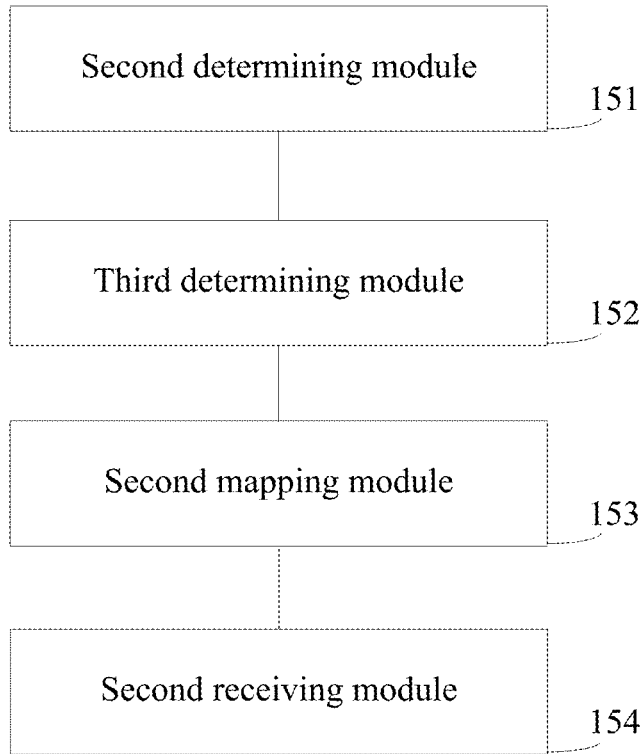 Second determining module
151
Third determining module
152
Second mapping module
153
Second receiving module
154